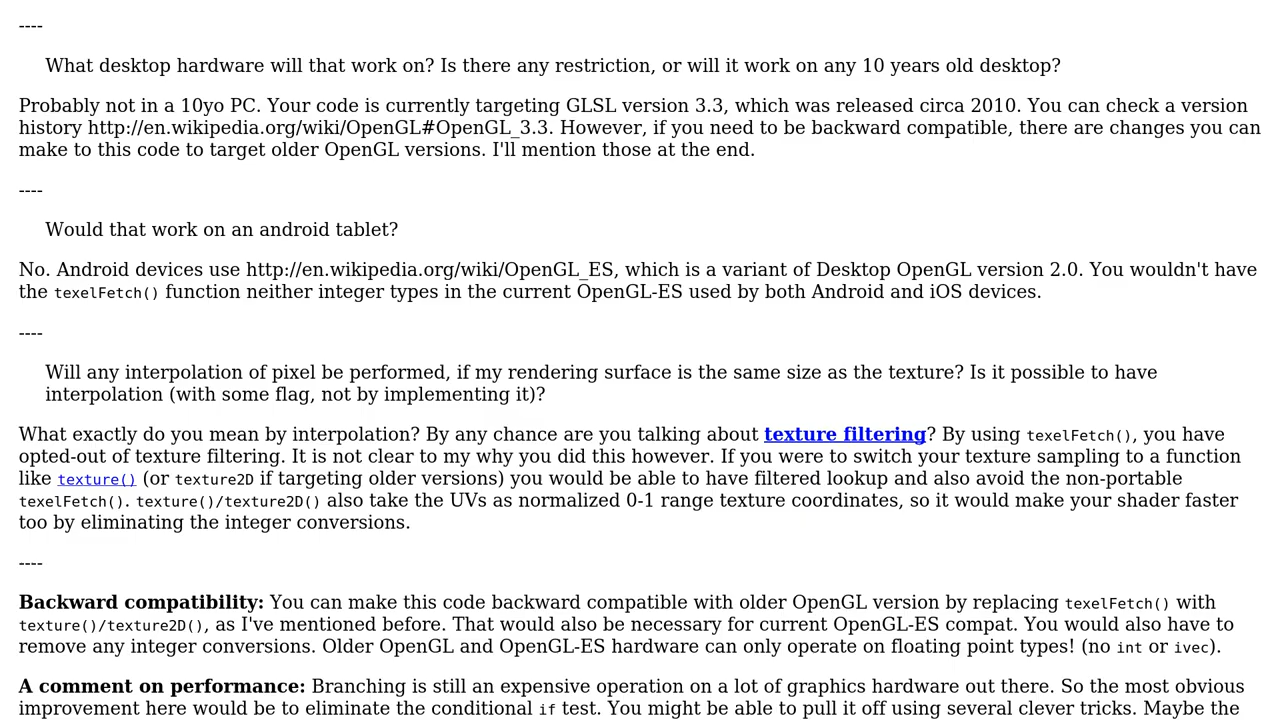 ----
What desktop hardware will that work on? Is there any restriction, or will it work on any 10 years old desktop?
Probably not in a 10yo PC. Your code is currently targeting GLSL version 3.3, which was released circa 2010. You can check a version
history http://en.wikipedia.org/wiki/OpenGL#OpenGL_3.3. However, if you need to be backward compatible, there are changes you can
make to this code to target older OpenGL versions. I'll mention those at the end.
----
Would that work on an android tablet?
No. Android devices use http://en.wikipedia.org/wiki/OpenGL_ES, which is a variant of Desktop OpenGL version 2.0. You wouldn't have
the texelFetch() function neither integer types in the current OpenGL-ES used by both Android and iOS devices.
----
Will any interpolation of pixel be performed, if my rendering surface is the same size as the texture? Is it possible to have
interpolation (with some flag, not by implementing it)?
What exactly do you mean by interpolation? By any chance are you talking about texture filtering? By using texelFetch(), you have
opted-out of texture filtering. It is not clear to my why you did this however. If you were to switch your texture sampling to a function
like texture() (or texture2D if targeting older versions) you would be able to have filtered lookup and also avoid the non-portable
texelFetch(). texture()/texture2D() also take the UVs as normalized 0-1 range texture coordinates, so it would make your shader faster
too by eliminating the integer conversions.
----
Backward compatibility: You can make this code backward compatible with older OpenGL version by replacing texelFetch() with
texture()/texture2D(), as I've mentioned before. That would also be necessary for current OpenGL-ES compat. You would also have to
remove any integer conversions. Older OpenGL and OpenGL-ES hardware can only operate on floating point types! (no int or ivec).
A comment on performance: Branching is still an expensive operation on a lot of graphics hardware out there. So the most obvious
improvement here would be to eliminate the conditional if test. You might be able to pull it off using several clever tricks. Maybe the